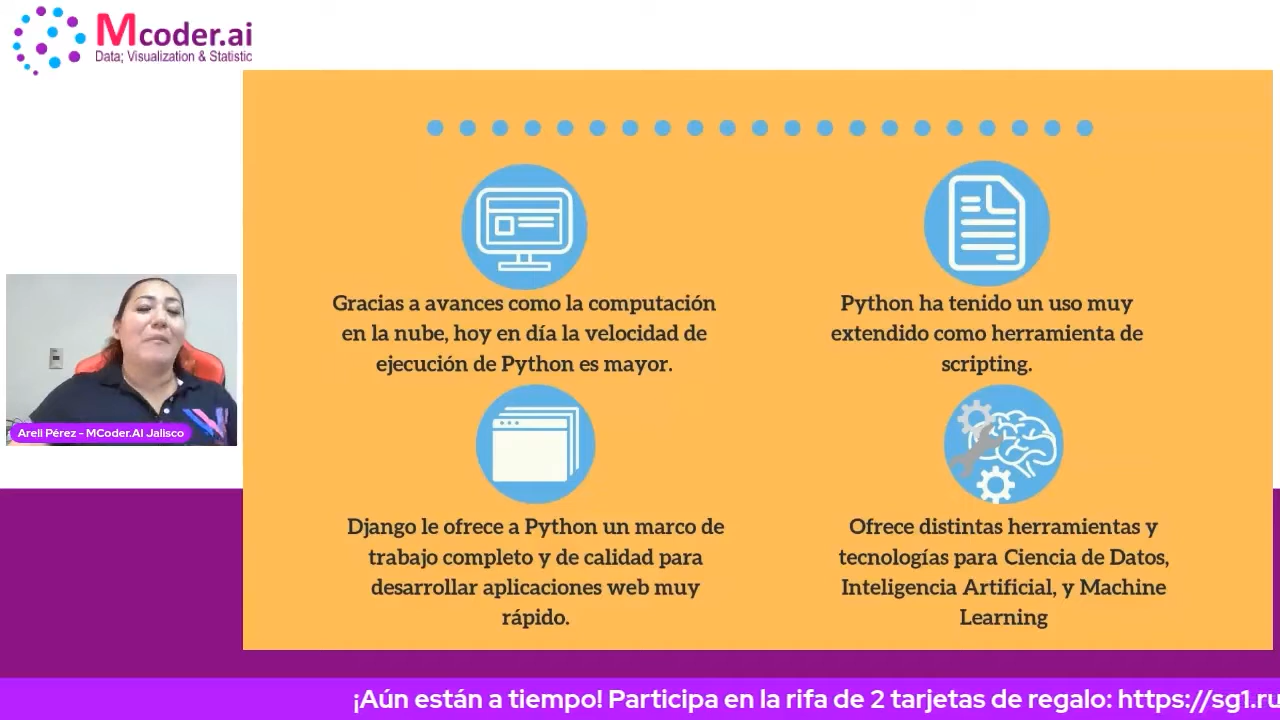 Mcoder.ai
Data; Visualization & Statistic
Gracias a avances como la computación
en la nube, hoy en día la velocidad de
ejecución de Python es mayor.
Python ha tenido un uso muy
extendido como herramienta de
scripting.
Django le ofrece a Python un marco de
trabajo completo y de calidad para
desarrollar aplicaciones web muy
rápido.
Ofrece distintas herramientas y
tecnologías para Ciencia de Datos,
Inteligencia Artificial, y Machine
Learning
Areli Pérez - MCoder.AI Jalisco
¡Aún están a tiempo! Participa en la rifa de 2 tarjetas de regalo: https://sg1.ru